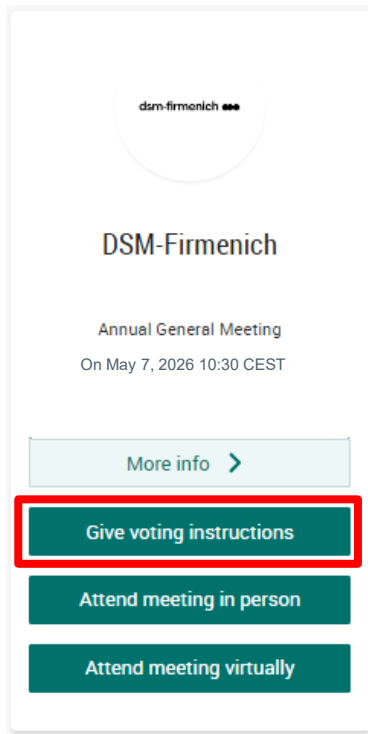 dsm-firmenich
DSM-Firmenich
Annual General Meeting
On May 7, 2026 10:30 CEST
More info
Give voting instructions
Attend meeting in person
Attend meeting virtually